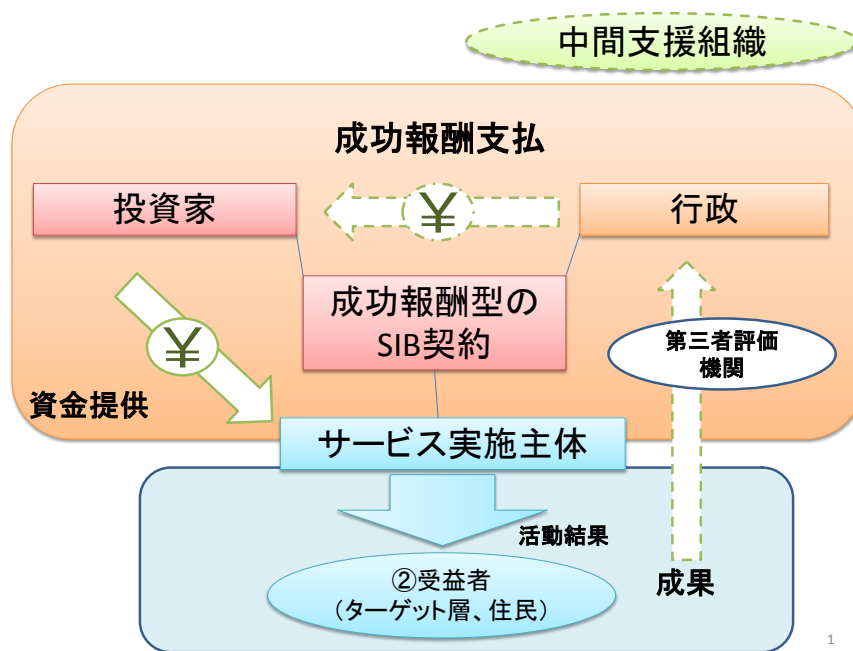 中間支援組織
成功報酬支払
投資家
¥
行政
成功報酬型の
SIB契約
¥
第三者評価
機関
資金提供
サービス実施主体
活動結果
②受益者
（ターゲット層、住民）
成果
1